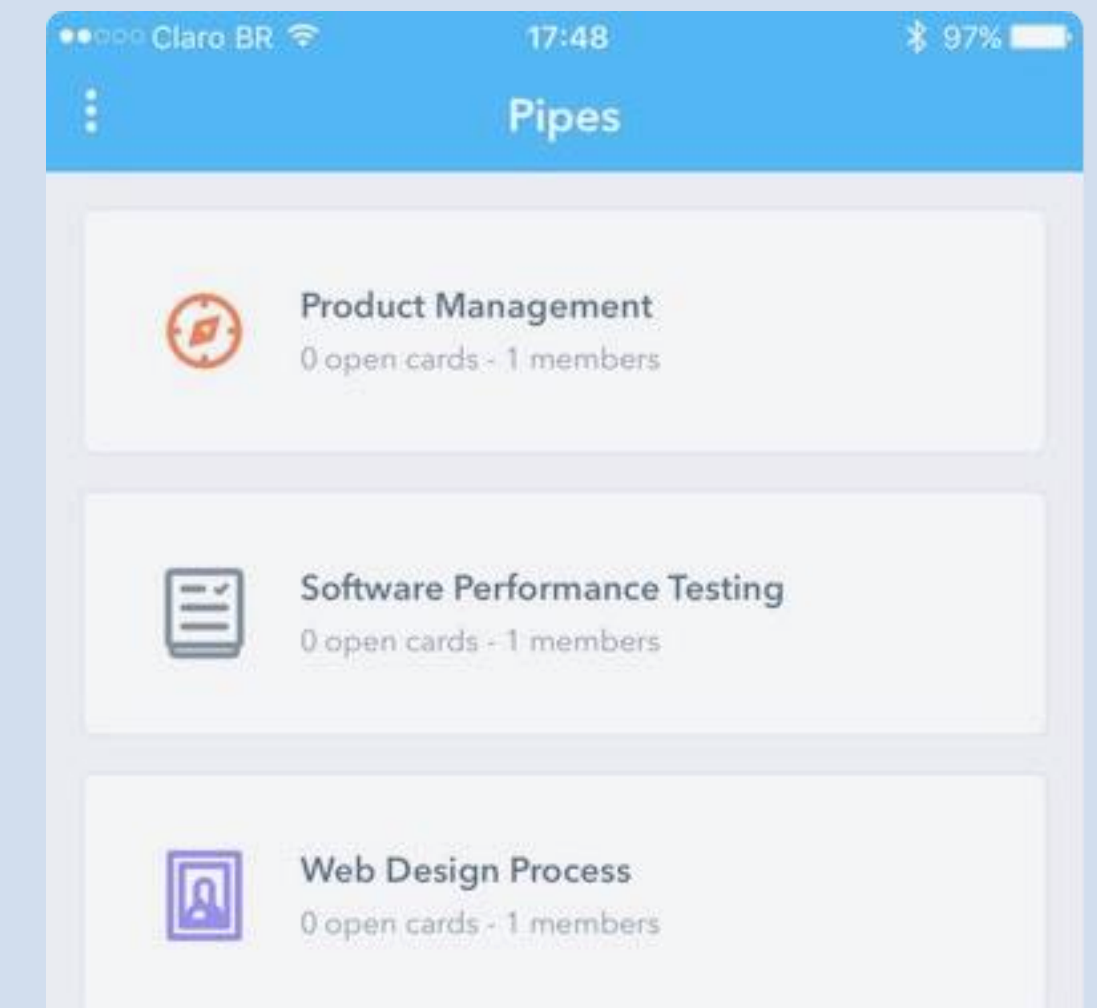 Claro BR 17:48 97%
Pipes
Product Management
0 open cards - 1 members
Software Performance Testing
0 open cards - 1 members
Web Design Process
0 open cards - 1 members